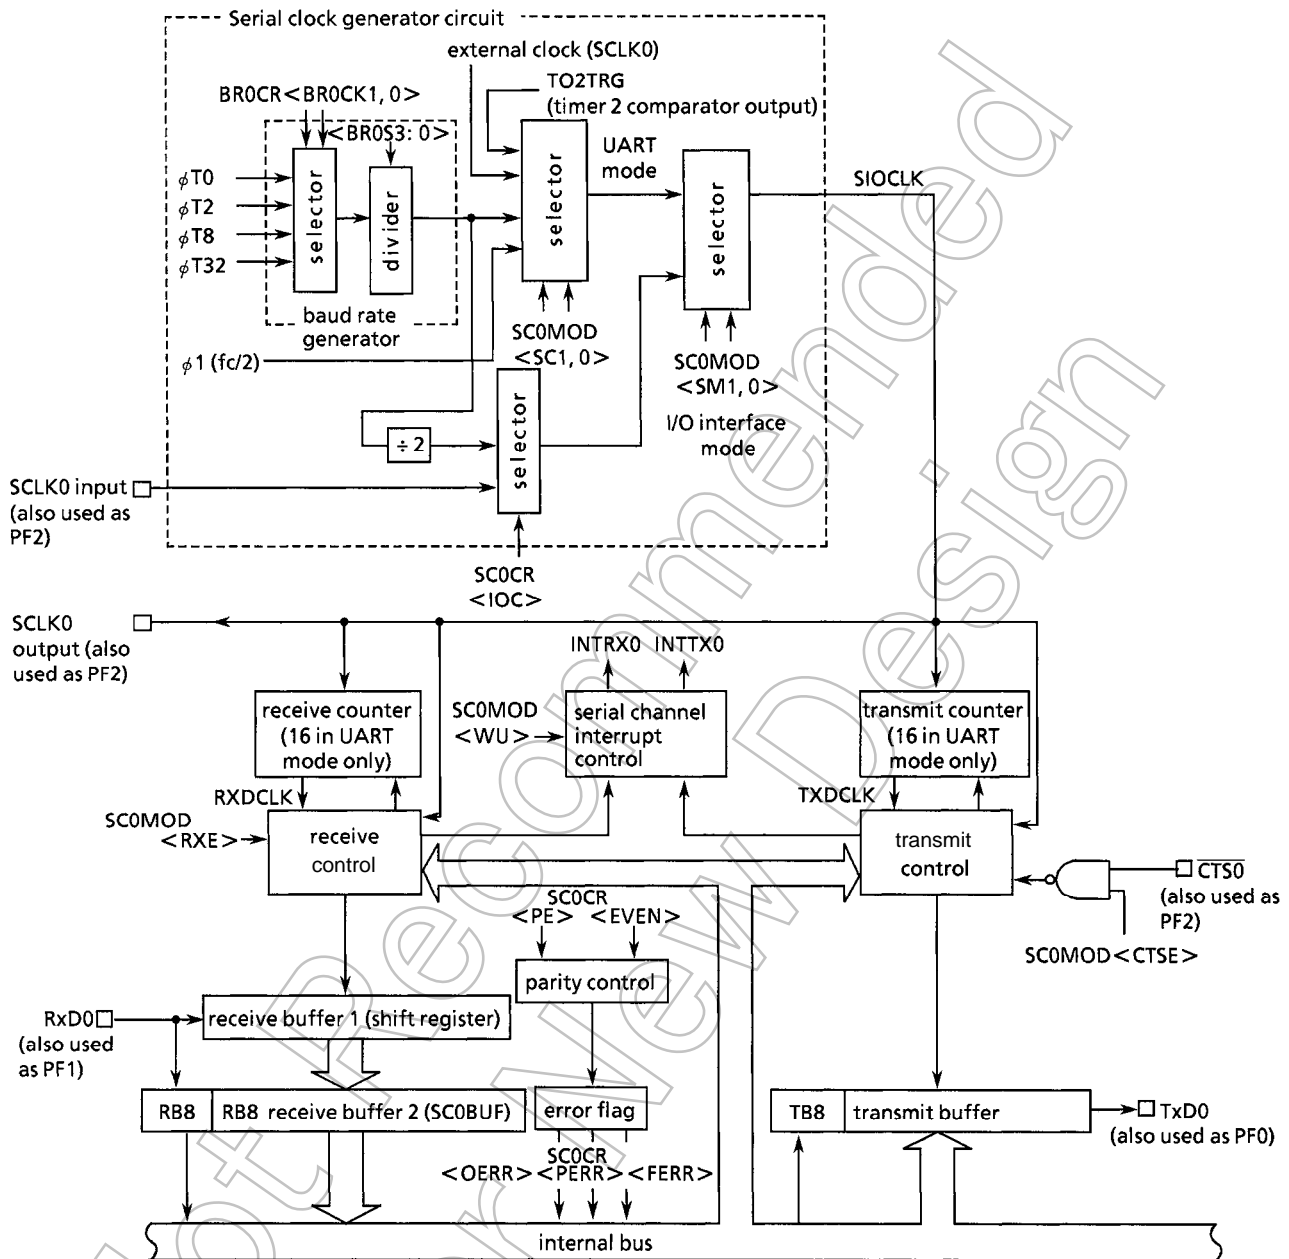 Serial clock generator circuit
external clock (SCLK0)
TO2TRG
(timer 2 comparator output)
BR0CR<BR0CK1, 0>
<BR0S3: 0>
UART
mode
φT0
φT2
φT8
φT32
selector
divider
selector
selector
SIOCLK
baud rate
generator
φ1 (fc/2)
SC0MOD
<SC1, 0>
SC0MOD
<SM1, 0>
I/O interface
mode
÷ 2
selector
SCLK0 input
(also used as
PF2)
SC0CR
<IOC>
SCLK0
output (also
used as PF2)
INTRX0 INTTX0
receive counter
(16 in UART
mode only)
SC0MOD
<WU>
serial channel
interrupt
control
transmit counter
(16 in UART
mode only)
RXDCLK
TXDCLK
SC0MOD
<RXE>
receive
control
transmit
control
CTS0
(also used as
PF2)
SC0MOD<CTSE>
SC0CR
<PE> <EVEN>
parity control
RxD0
(also used
as PF1)
receive buffer 1 (shift register)
RB8
RB8 receive buffer 2 (SC0BUF)
error flag
TB8
transmit buffer
TxD0
(also used as PF0)
SC0CR
<OERR> <PERR> <FERR>
internal bus
Not Recommended
for New Design